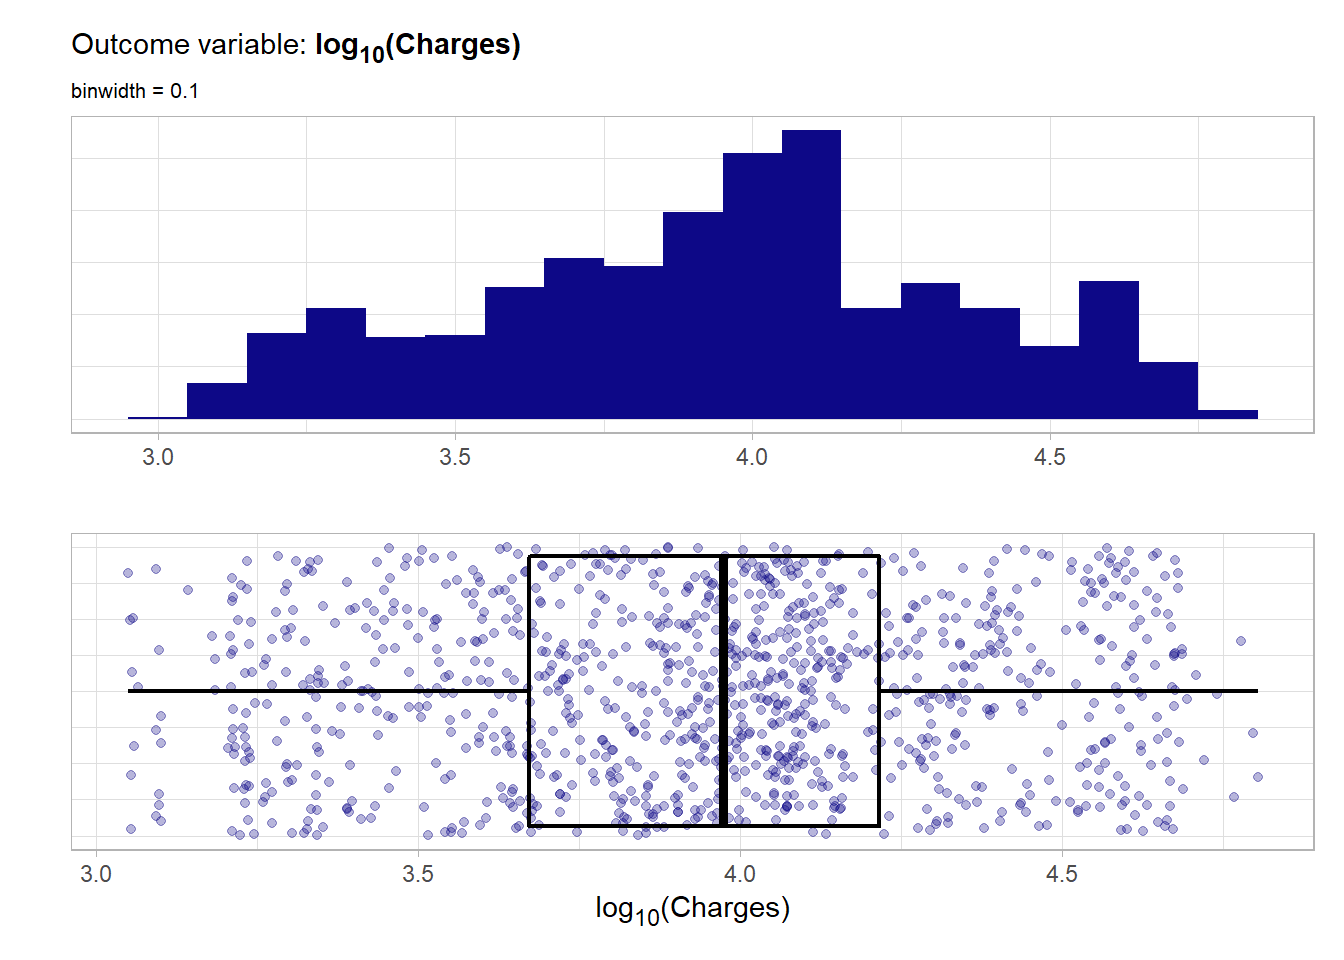 Outcome variable: log10(Charges)
binwidth = 0.1
3.0 3.5 4.0 4.5
3.0 3.5 4.0 4.5
log10(Charges)